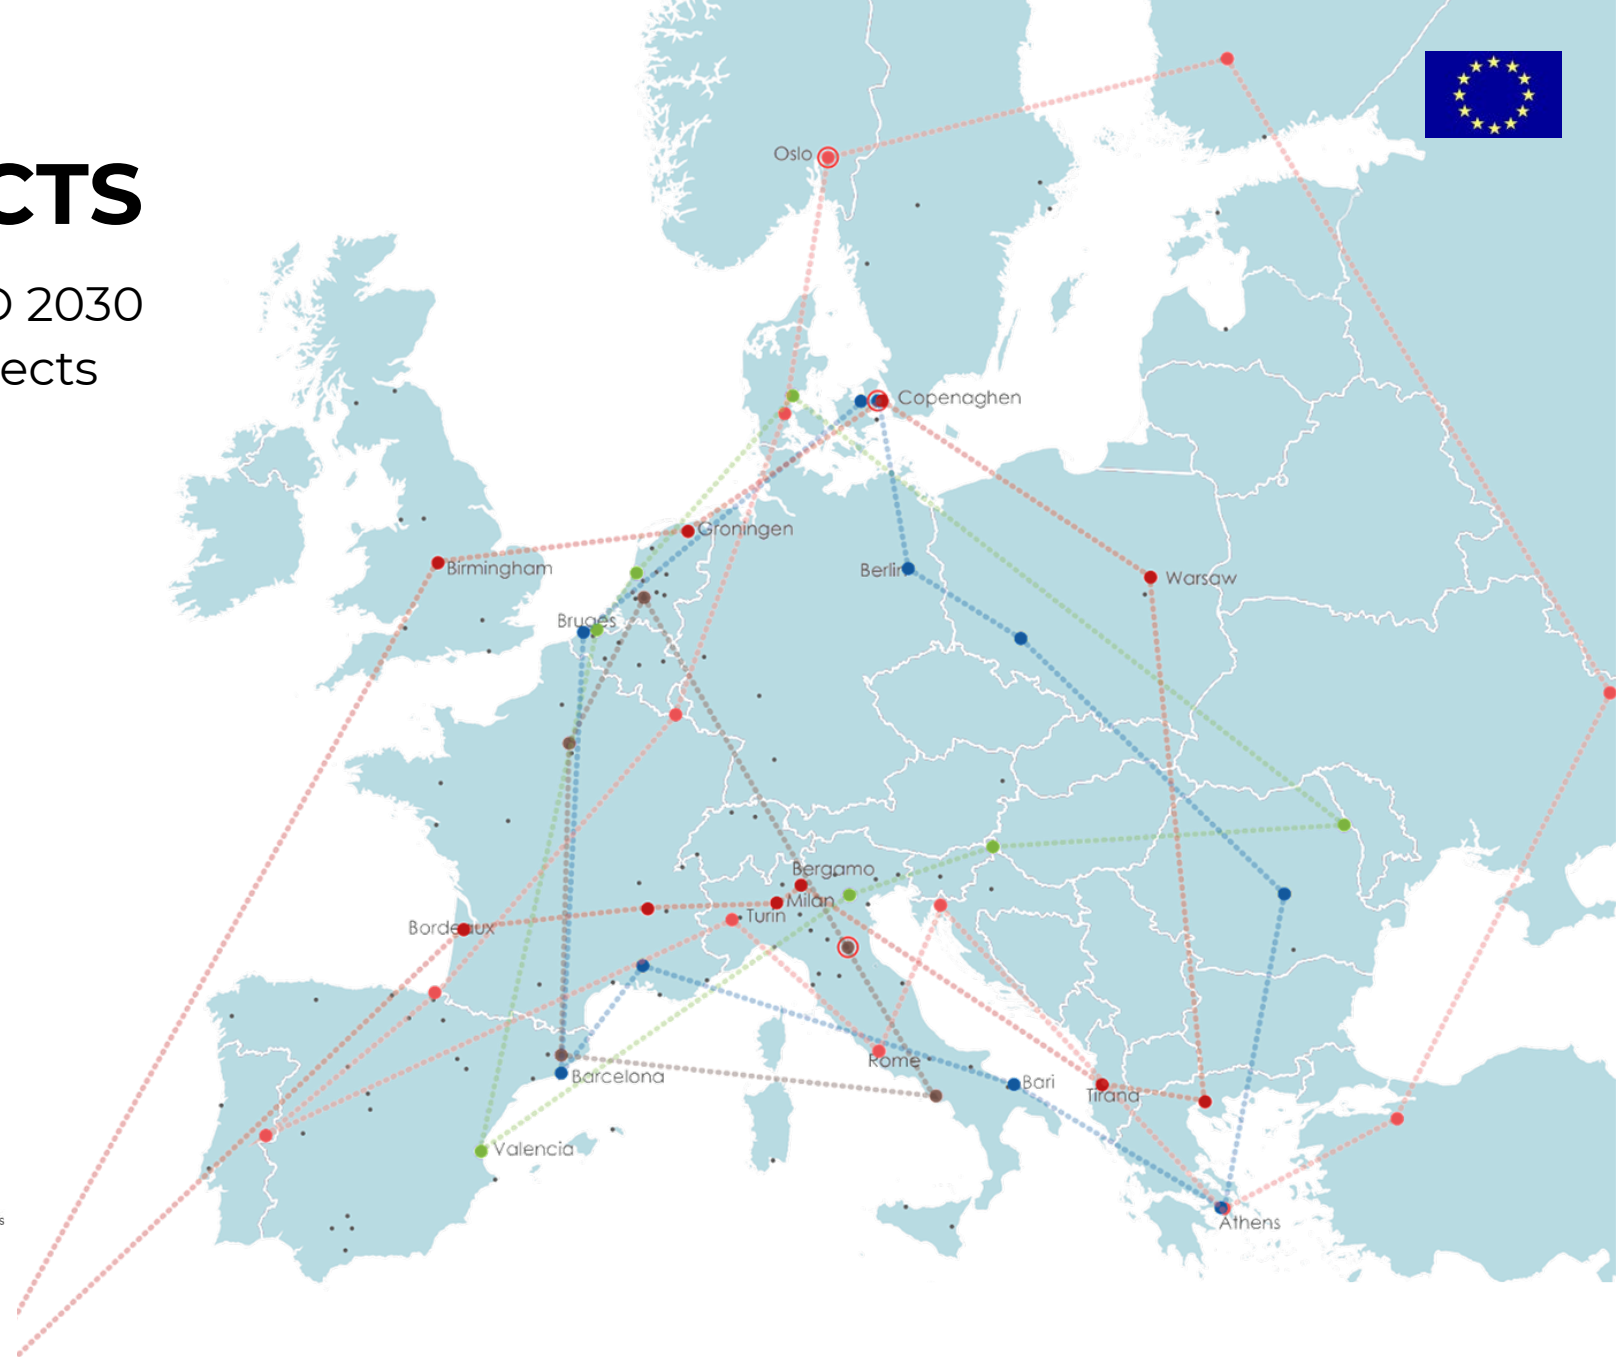 CTS
2030
ects
Oslo
Copenaghen
Groningen
Birmingham
Berlin
Warsaw
Bruges
Bergamo
Milan
Turin
Bordeaux
Rome
Barcelona
Bari
Tirana
Valencia
Athens
s